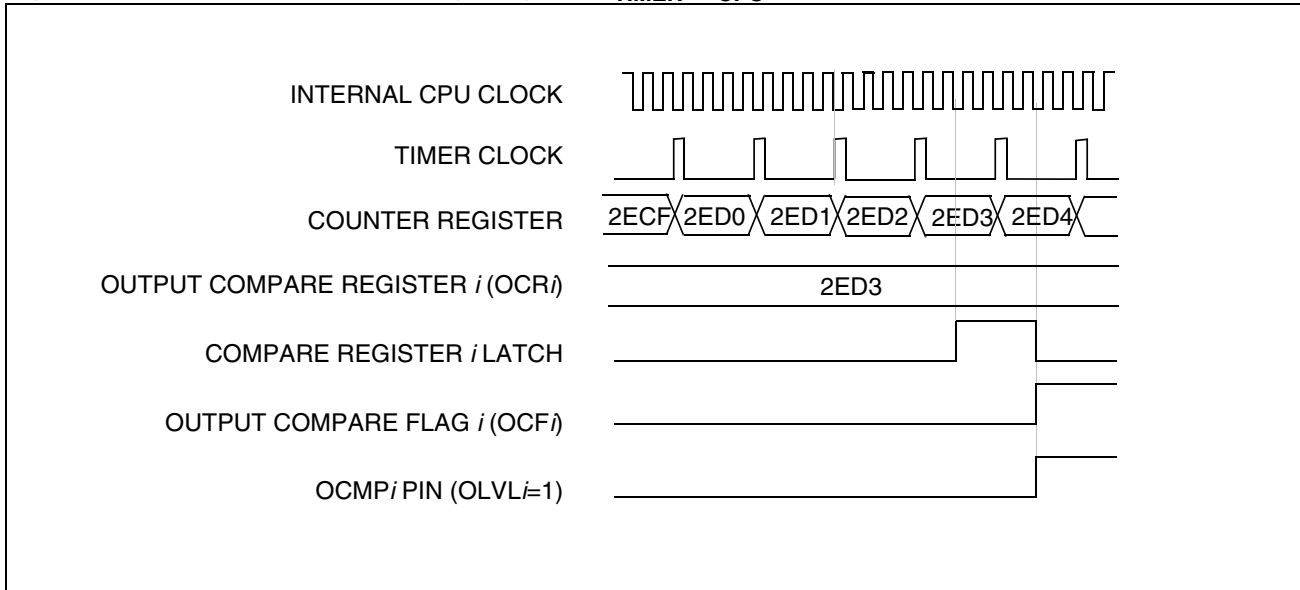 INTERNAL CPU CLOCK
TIMER CLOCK
COUNTER REGISTER
2ECF 2ED0 2ED1 2ED2 2ED3 2ED4
OUTPUT COMPARE REGISTER i (OCRi)
2ED3
COMPARE REGISTER i LATCH
OUTPUT COMPARE FLAG i (OCFi)
OCMPi PIN (OLVLi=1)